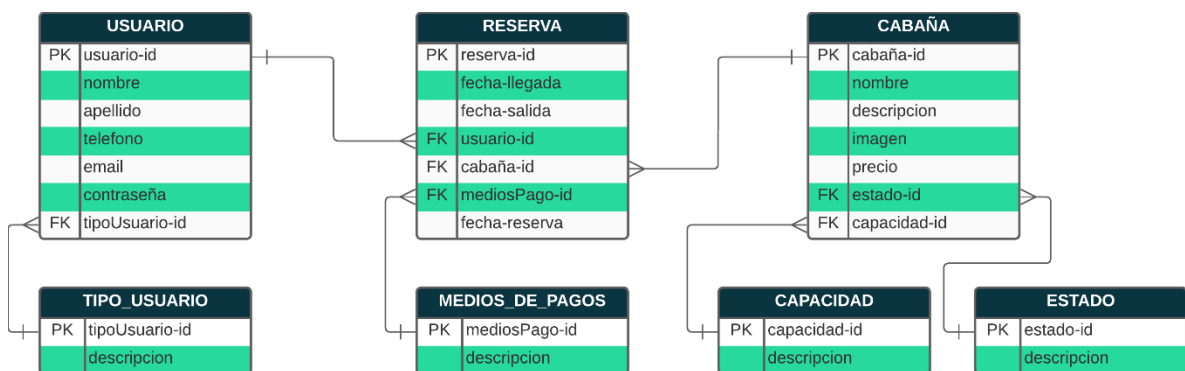 USUARIO
PK usuario-id
nombre
apellido
telefono
email
contraseña
FK tipoUsuario-id
RESERVA
PK reserva-id
fecha-llegada
fecha-salida
FK usuario-id
FK cabaña-id
FK mediosPago-id
fecha-reserva
CABAÑA
PK cabaña-id
nombre
descripcion
imagen
precio
FK estado-id
FK capacidad-id
TIPO_USUARIO
PK tipoUsuario-id
descripcion
MEDIOS_DE_PAGOS
PK mediosPago-id
descripcion
CAPACIDAD
PK capacidad-id
descripcion
ESTADO
PK estado-id
descripcion